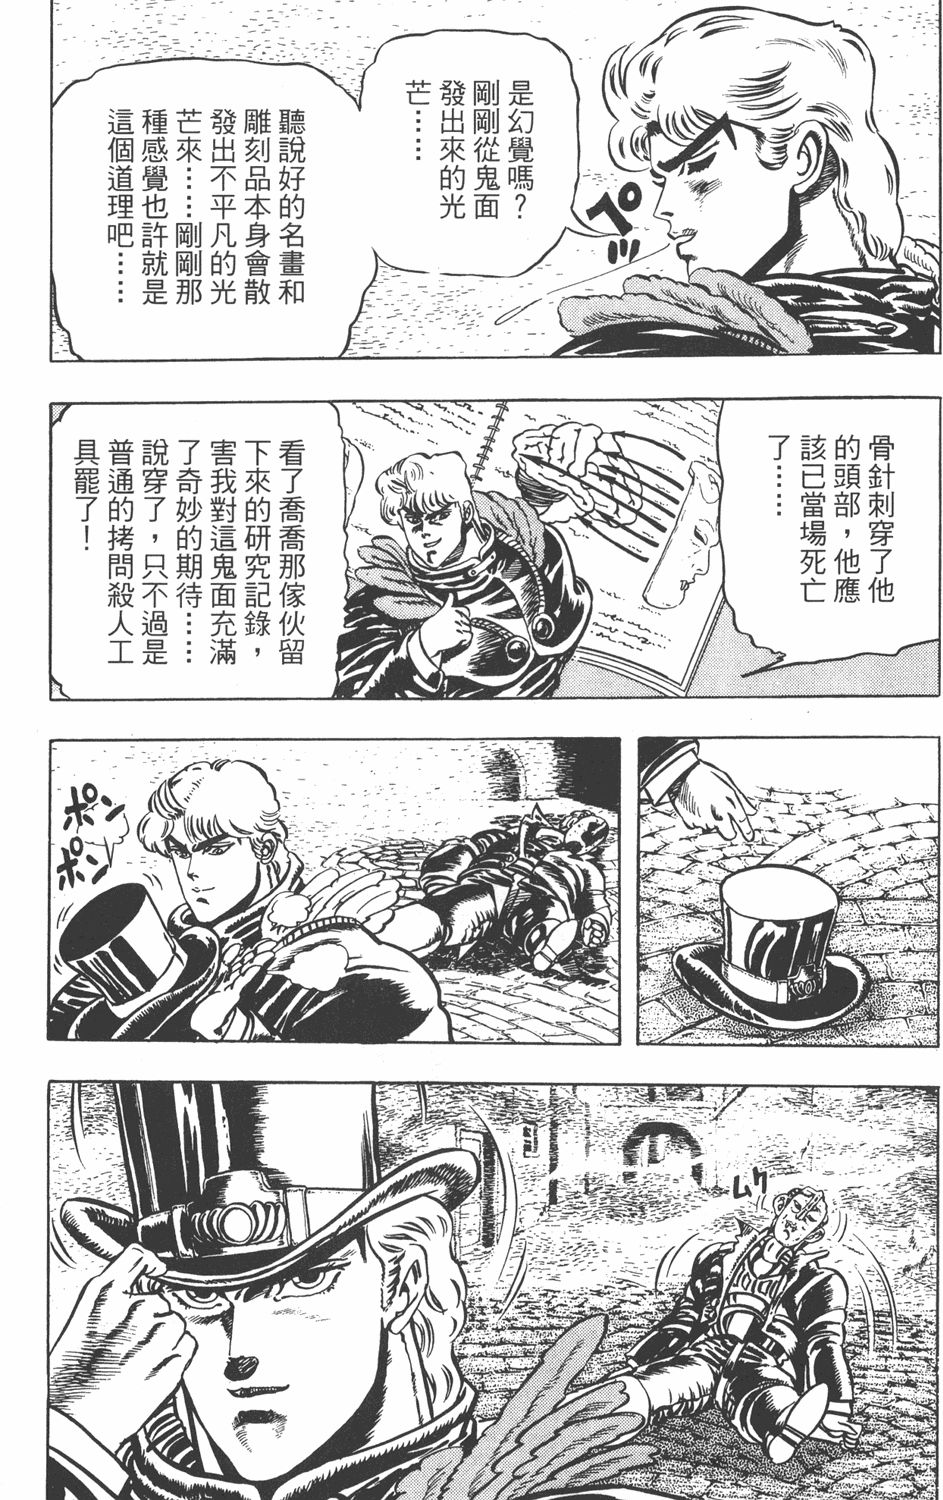 是幻覺嗎？
剛剛從鬼面
發出來的光
芒……
ペッ
聽說好的名畫和
雕刻品本身會散
發出不平凡的光
芒來……剛剛那
種感覺也許就是
這個道理吧……
骨針刺穿了他
的頭部，他應
該已當場死亡
了……
看了喬喬那傢伙留
下來的研究記錄，
害我對這鬼面充滿
了奇妙的期待……
說穿了，只不過是
普通的拷問殺人工
具罷了！
ポン
ポン
ムク